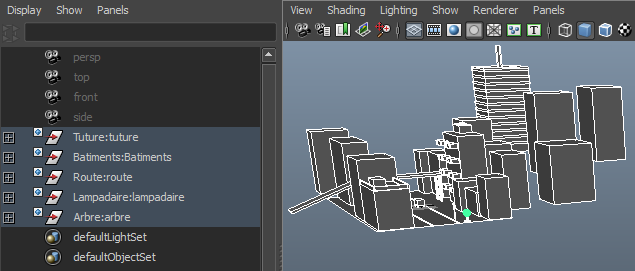 Display Show Panels
persp
top
front
side
Tuture:tuture
Batiments:Batiments
Route:route
Lampadaire:lampadaire
Arbre:arbre
defaultLightSet
defaultObjectSet
View Shading Lighting Show Renderer Panels
T